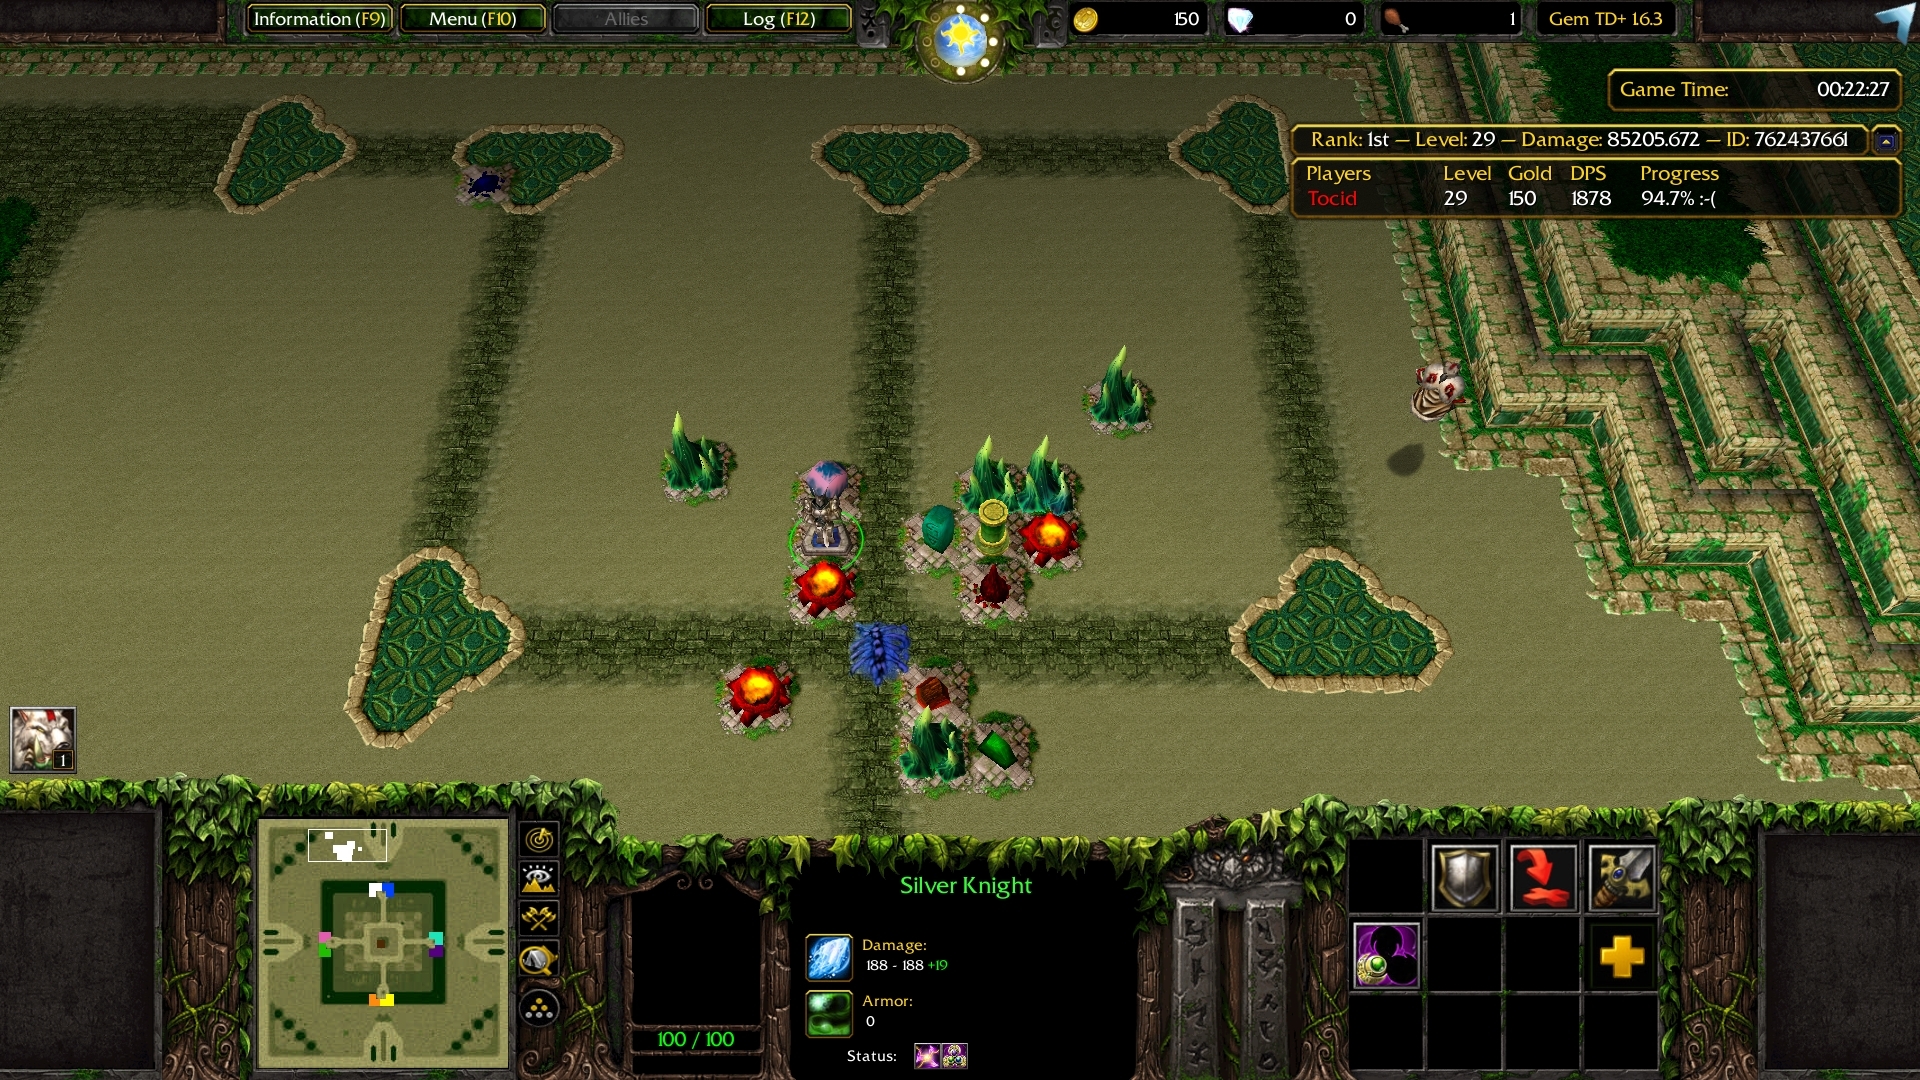 Information (F9) Menu (F10) Allies Log (F12) 150 0 1 Gem TD+ 16.3
Game Time: 00:22:27
Rank: 1st — Level: 29 — Damage: 85205.672 — ID: 762437661
Players Level Gold DPS Progress
Tocid 29 150 1878 94.7% :-(
1
Silver Knight
Damage:
188 - 188 +19
Armor:
0
100 / 100
Status: